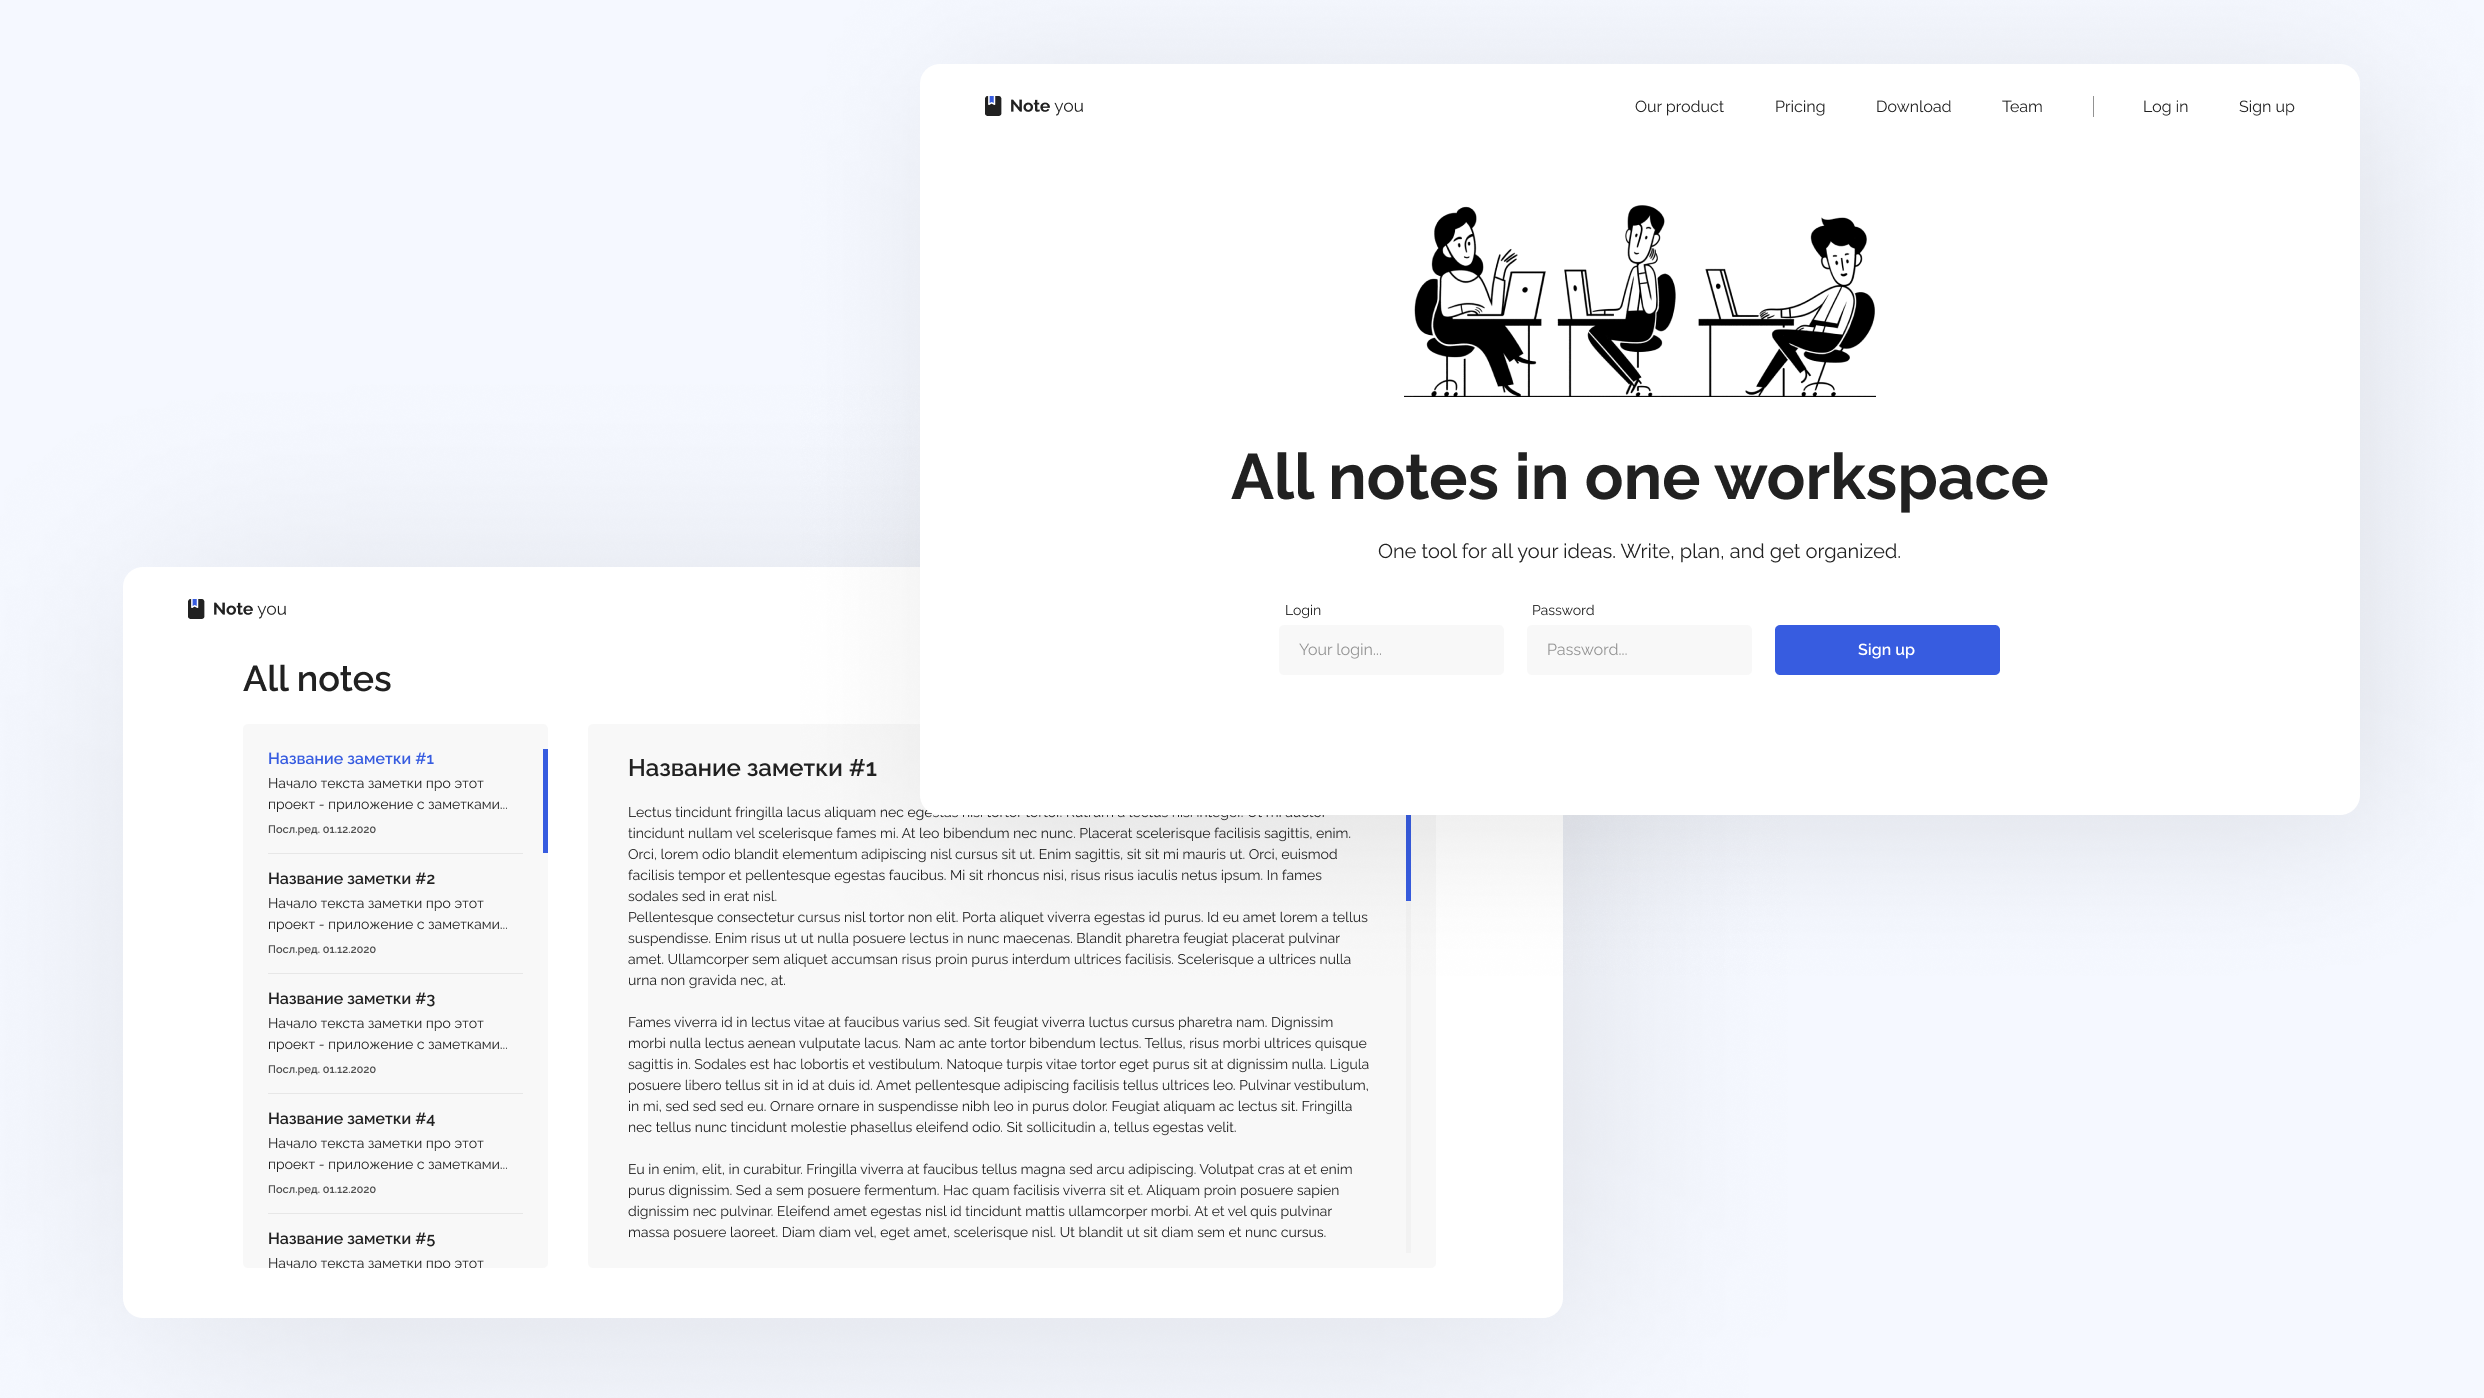 Note you
Our product Pricing Download Team Log in Sign up
All notes in one workspace
One tool for all your ideas. Write, plan, and get organized.
Login Password
Your login... Password... Sign up
Note you
All notes
Название заметки #1
Начало текста заметки про этот
проект - приложение с заметками...
Посл.ред. 01.12.2020
Название заметки #2
Начало текста заметки про этот
проект - приложение с заметками...
Посл.ред. 01.12.2020
Название заметки #3
Начало текста заметки про этот
проект - приложение с заметками...
Посл.ред. 01.12.2020
Название заметки #4
Начало текста заметки про этот
проект - приложение с заметками...
Посл.ред. 01.12.2020
Название заметки #5
Начало текста заметки про этот
Название заметки #1
Lectus tincidunt fringilla lacus aliquam nec
tincidunt nullam vel scelerisque fames mi. At leo bibendum nec nunc. Placerat scelerisque facilisis sagittis, enim.
Orci, lorem odio blandit elementum adipiscing nisl cursus sit ut. Enim sagittis, sit sit mi mauris ut. Orci, euismod
facilisis tempor et pellentesque egestas faucibus. Mi sit rhoncus nisi, risus risus iaculis netus ipsum. In fames
sodales sed in erat nisl.
Pellentesque consectetur cursus nisl tortor non elit. Porta aliquet viverra egestas id purus. Id eu amet lorem a tellus
suspendisse. Enim risus ut ut nulla posuere lectus in nunc maecenas. Blandit pharetra feugiat placerat pulvinar
amet. Ullamcorper sem aliquet accumsan risus proin purus interdum ultrices facilisis. Scelerisque a ultrices nulla
urna non gravida nec, at.
Fames viverra id in lectus vitae at faucibus varius sed. Sit feugiat viverra luctus cursus pharetra nam. Dignissim
morbi nulla lectus aenean vulputate lacus. Nam ac ante tortor bibendum lectus. Tellus, risus morbi ultrices quisque
sagittis in. Sodales est hac lobortis et vestibulum. Natoque turpis vitae tortor eget purus sit at dignissim nulla. Ligula
posuere libero tellus sit in id at duis id. Amet pellentesque adipiscing facilisis tellus ultrices leo. Pulvinar vestibulum,
in mi, sed sed sed eu. Ornare ornare in suspendisse nibh leo in purus dolor. Feugiat aliquam ac lectus sit. Fringilla
nec tellus nunc tincidunt molestie phasellus eleifend odio. Sit sollicitudin a, tellus egestas velit.
Eu in enim, elit, in curabitur. Fringilla viverra at faucibus tellus magna sed arcu adipiscing. Volutpat cras at et enim
purus dignissim. Sed a sem posuere fermentum. Hac quam facilisis viverra sit et. Aliquam proin posuere sapien
dignissim nec pulvinar. Eleifend amet egestas nisl id tincidunt mattis ullamcorper morbi. At et vel quis pulvinar
massa posuere laoreet. Diam diam vel, eget amet, scelerisque nisl. Ut blandit ut sit diam sem et nunc cursus.